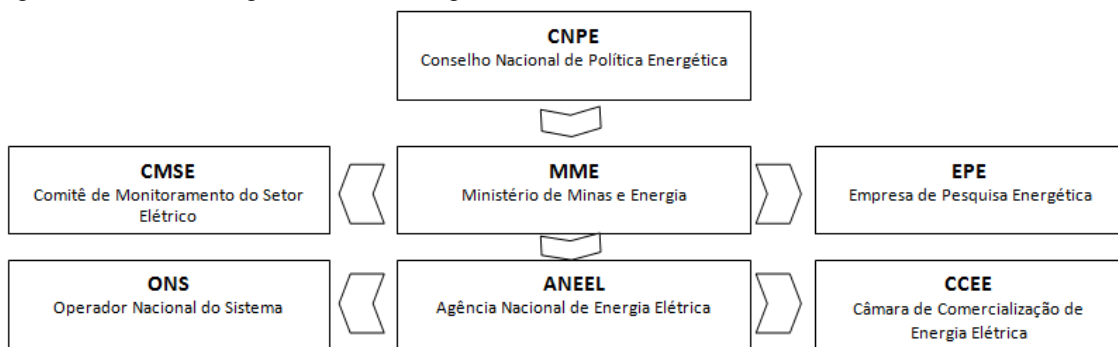 CNPE
Conselho Nacional de Política Energética
CMSE
Comitê de Monitoramento do Setor
Elétrico
MME
Ministério de Minas e Energia
EPE
Empresa de Pesquisa Energética
ONS
Operador Nacional do Sistema
ANEEL
Agência Nacional de Energia Elétrica
CCEE
Câmara de Comercialização de
Energia Elétrica